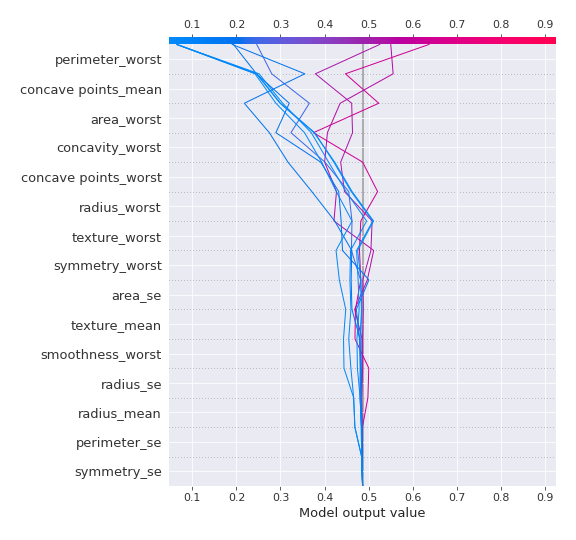 0.1 0.2 0.3 0.4 0.5 0.6 0.7 0.8 0.9
perimeter_worst
concave points_mean
area_worst
concavity_worst
concave points_worst
radius_worst
texture_worst
symmetry_worst
area_se
texture_mean
smoothness_worst
radius_se
radius_mean
perimeter_se
symmetry_se
0.1 0.2 0.3 0.4 0.5 0.6 0.7 0.8 0.9
Model output value